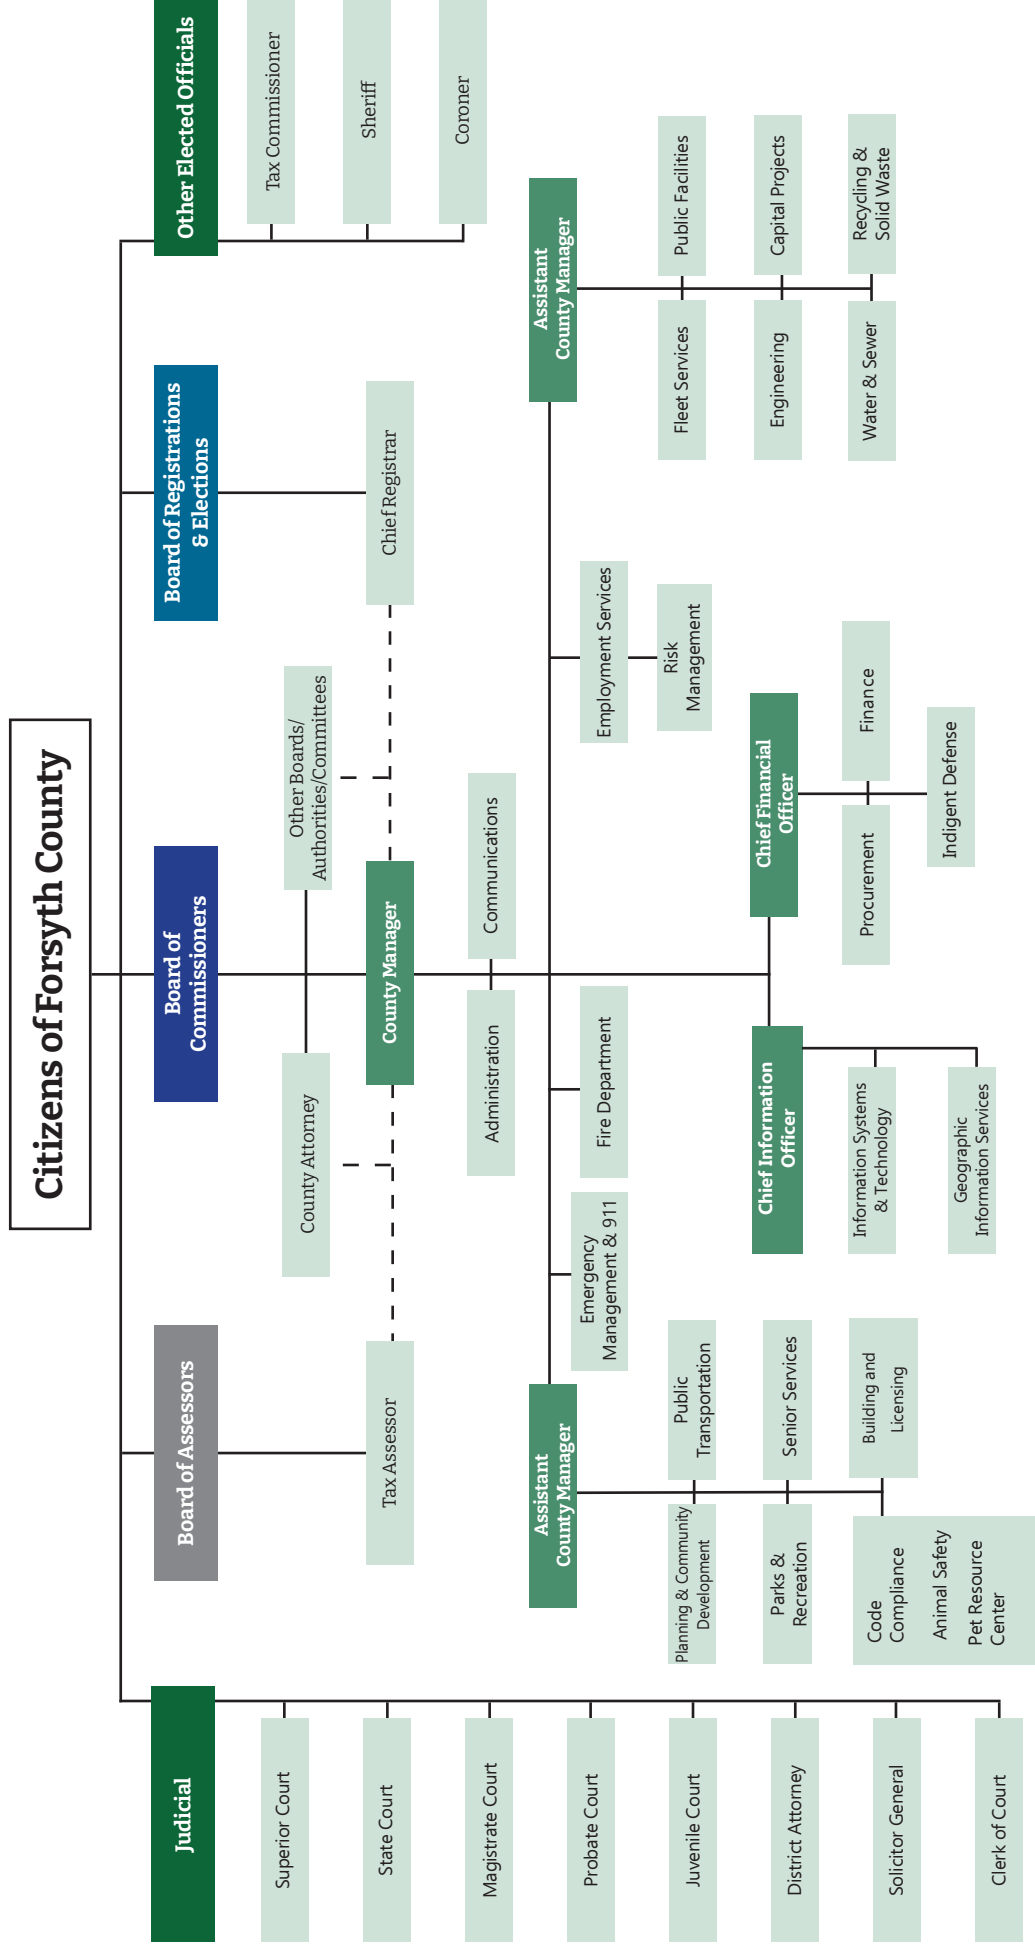 Citizens of Forsyth County
Judicial
Board of Assessors
Board of
Commissioners
Board of Registrations
& Elections
Other Elected Officials
Superior Court
State Court
Magistrate Court
Probate Court
Juvenile Court
District Attorney
Solicitor General
Clerk of Court
Tax Assessor
County Attorney
Other Boards/
Authorities/Committees
County Manager
Chief Registrar
Tax Commissioner
Sheriff
Coroner
Administration
Communications
Assistant
County Manager
Emergency
Management & 911
Fire Department
Employment Services
Risk
Management
Assistant
County Manager
Planning & Community
Development
Public
Transportation
Parks &
Recreation
Senior Services
Code
Compliance
Animal Safety
Pet Resource
Center
Building and
Licensing
Chief Information
Officer
Information Systems
& Technology
Geographic
Information Services
Chief Financial
Officer
Procurement
Finance
Indigent Defense
Fleet Services
Public Facilities
Engineering
Capital Projects
Water & Sewer
Recycling &
Solid Waste